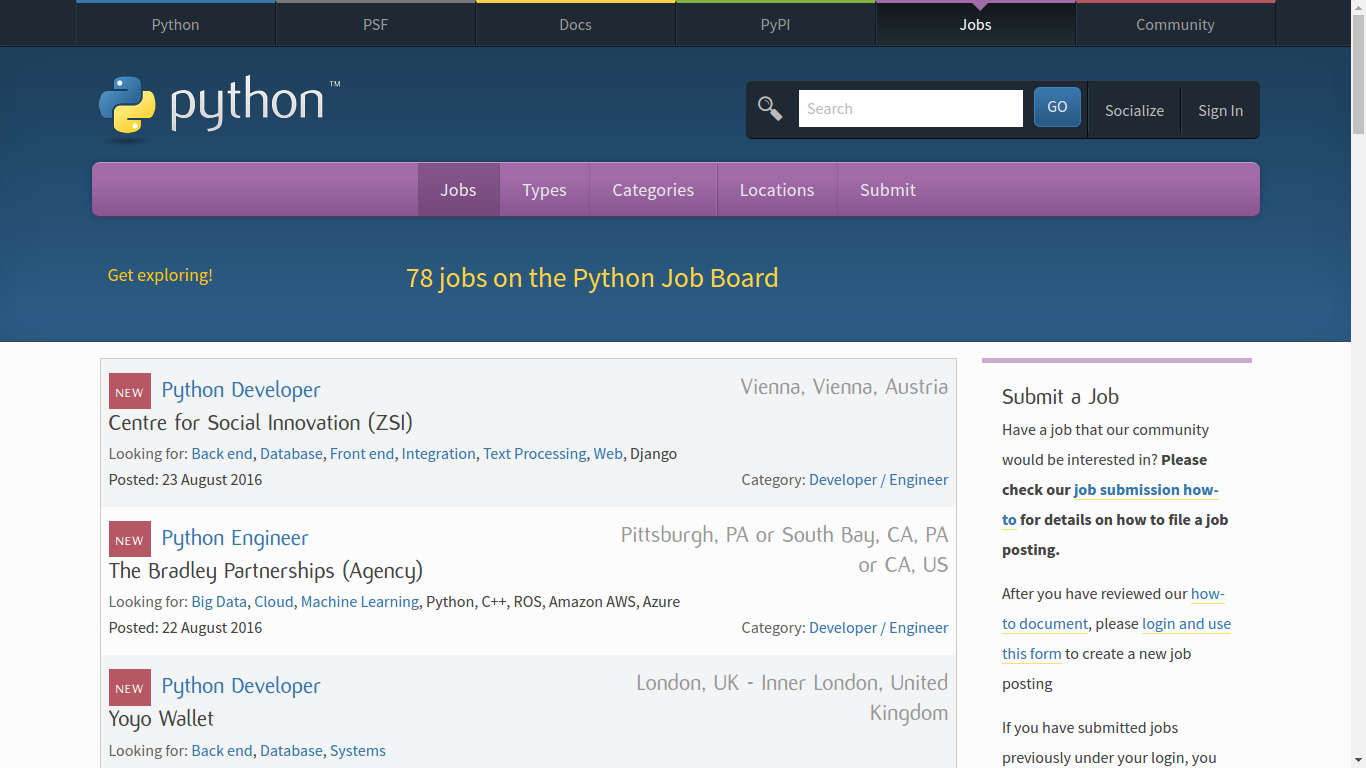 Python PSF Docs PyPI Jobs Community
python™
Search GO Socialize Sign In
Jobs Types Categories Locations Submit
Get exploring!
78 jobs on the Python Job Board
NEW Python Developer
Vienna, Vienna, Austria
Centre for Social Innovation (ZSI)
Looking for: Back end, Database, Front end, Integration, Text Processing, Web, Django
Posted: 23 August 2016
Category: Developer / Engineer
NEW Python Engineer
Pittsburgh, PA or South Bay, CA, PA
or CA, US
The Bradley Partnerships (Agency)
Looking for: Big Data, Cloud, Machine Learning, Python, C++, ROS, Amazon AWS, Azure
Posted: 22 August 2016
Category: Developer / Engineer
NEW Python Developer
London, UK - Inner London, United
Kingdom
Yoyo Wallet
Looking for: Back end, Database, Systems
Submit a Job
Have a job that our community
would be interested in? Please
check our job submission how-
to for details on how to file a job
posting.
After you have reviewed our how-
to document, please login and use
this form to create a new job
posting
If you have submitted jobs
previously under your login, you